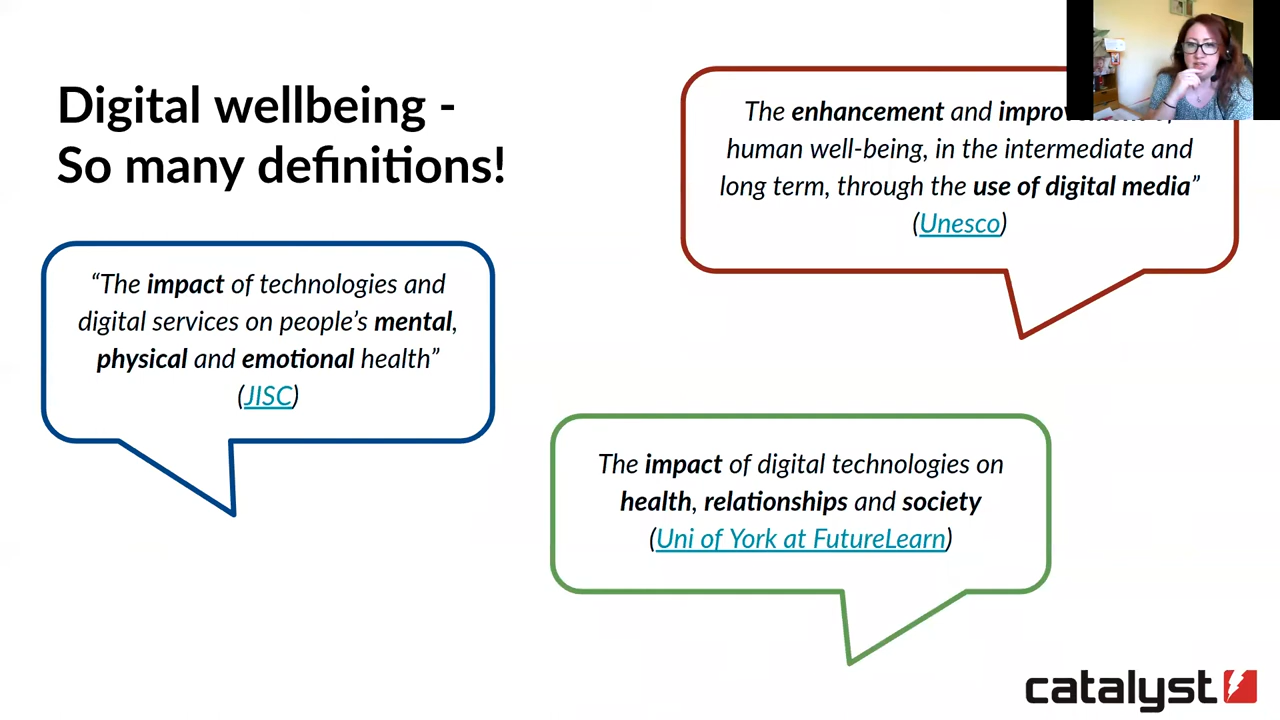 Digital wellbeing -
So many definitions!
“The impact of technologies and
digital services on people’s mental,
physical and emotional health”
(JISC)
The enhancement and
human well-being, in the intermediate and
long term, through the use of digital media”
(Unesco)
The impact of digital technologies on
health, relationships and society
(Uni of York at FutureLearn)
catalyst